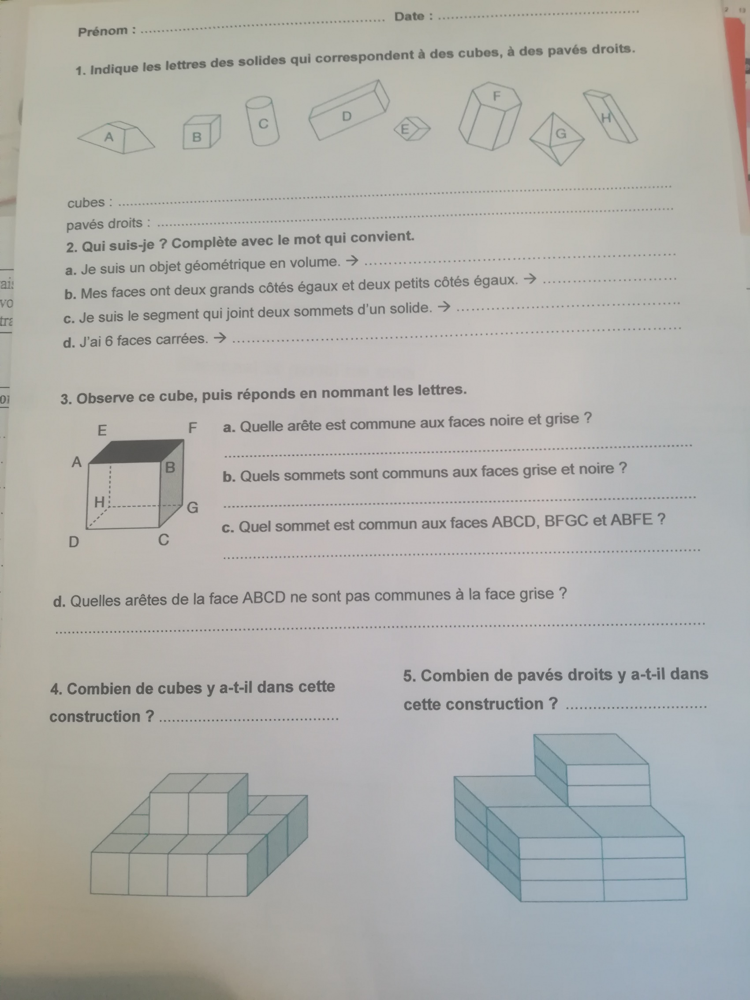 Prénom : ........................ Date : ........................
1. Indique les lettres des solides qui correspondent à des cubes, à des pavés droits.
A B C D E F G H
cubes : ........................
pavés droits : ........................
2. Qui suis-je ? Complète avec le mot qui convient.
a. Je suis un objet géométrique en volume. → ........................
b. Mes faces ont deux grands côtés égaux et deux petits côtés égaux. → ........................
c. Je suis le segment qui joint deux sommets d'un solide. → ........................
d. J'ai 6 faces carrées. → ........................
3. Observe ce cube, puis réponds en nommant les lettres.
E F
A B
H G
D C
a. Quelle arête est commune aux faces noire et grise ?
........................
b. Quels sommets sont communs aux faces grise et noire ?
........................
c. Quel sommet est commun aux faces ABCD, BFGC et ABFE ?
........................
d. Quelles arêtes de la face ABCD ne sont pas communes à la face grise ?
........................
4. Combien de cubes y a-t-il dans cette
construction ? ........................
5. Combien de pavés droits y a-t-il dans
cette construction ? ........................